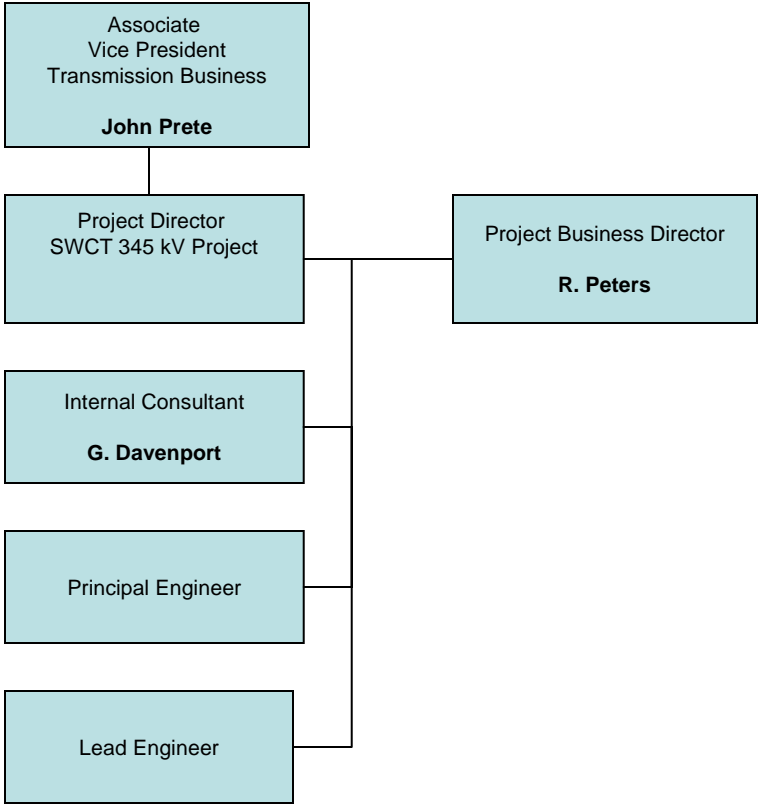 Associate
Vice President
Transmission Business
John Prete
Project Director
SWCT 345 kV Project
Project Business Director
R. Peters
Internal Consultant
G. Davenport
Principal Engineer
Lead Engineer